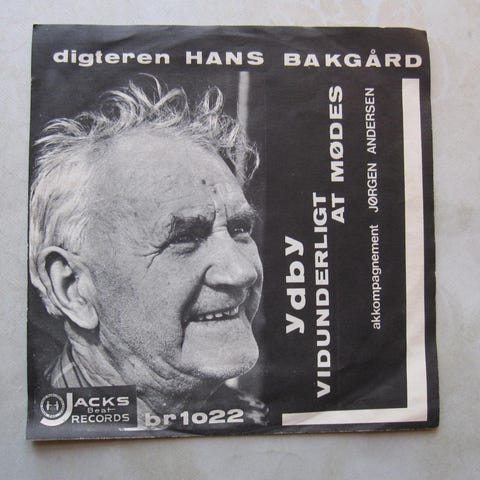 digteren HANS BAKGÅRD
ydby
VIDUNDERLIGT
AT MØDES
akkompagnement JØRGEN ANDERSEN
JACKS
Beat
RECORDS
br1022